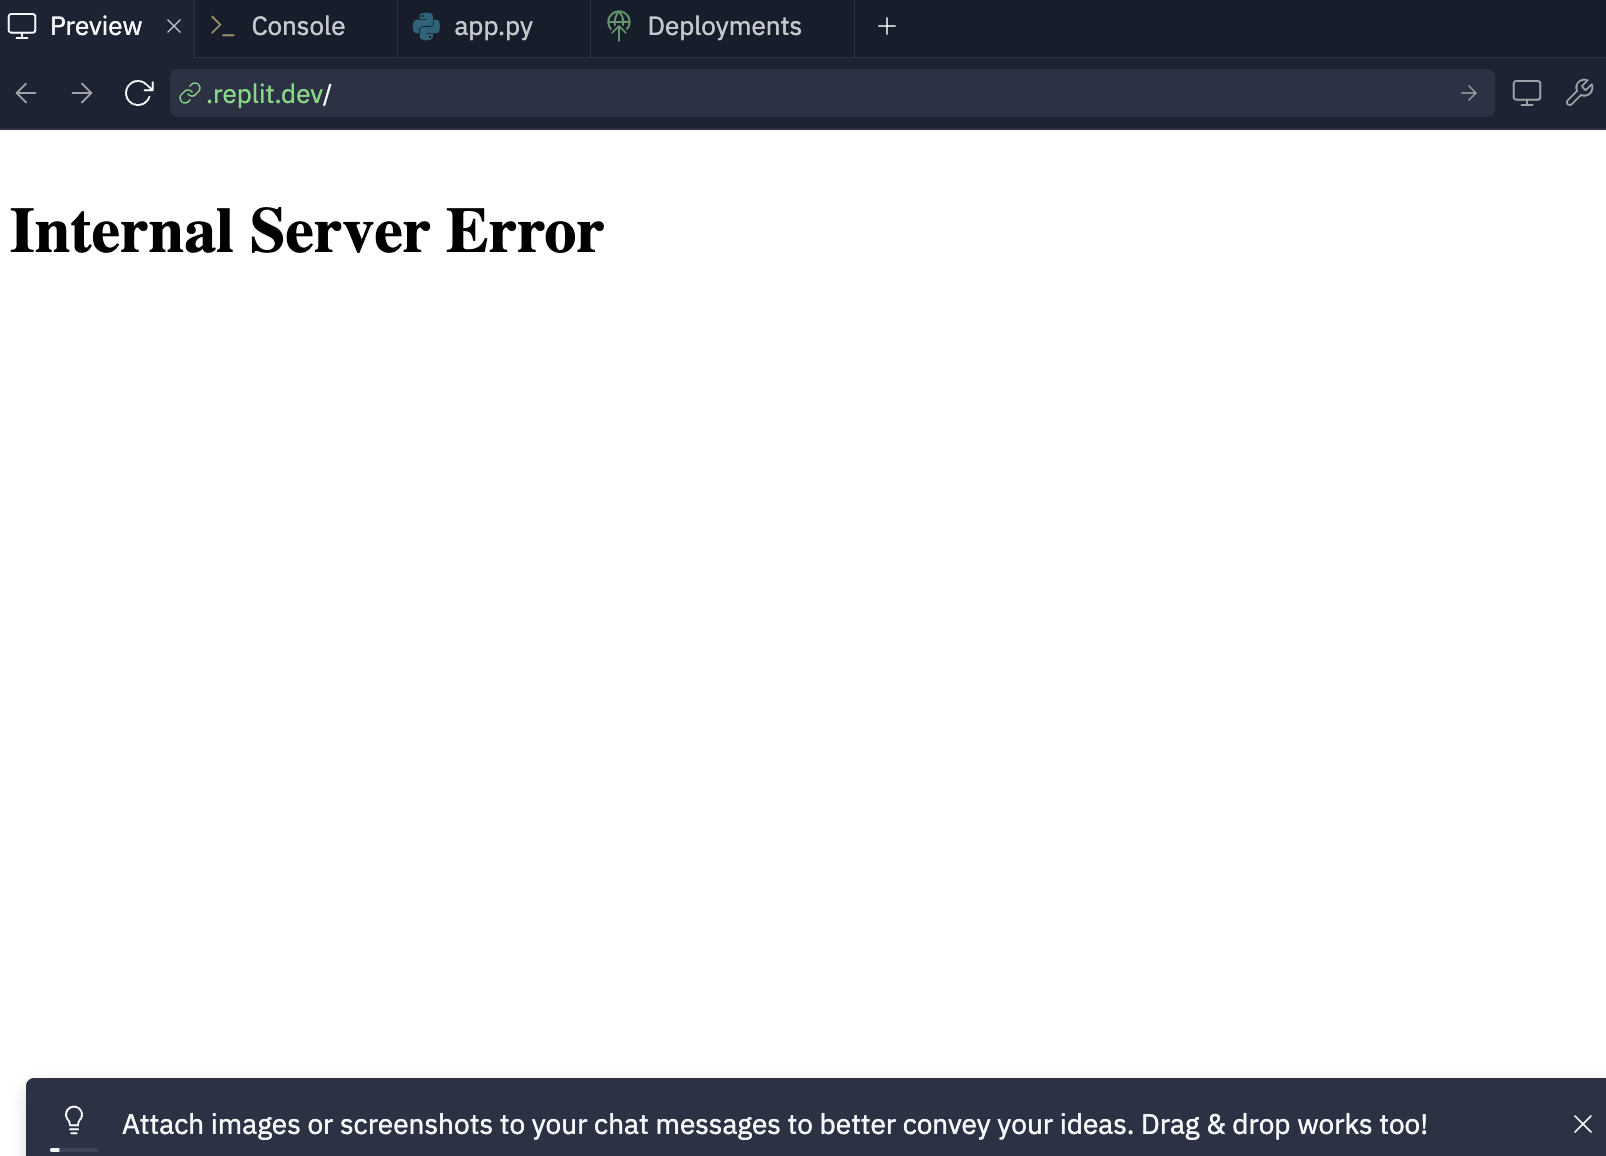 Preview
Console
app.py
Deployments
.replit.dev/
Internal Server Error
Attach images or screenshots to your chat messages to better convey your ideas. Drag & drop works too!